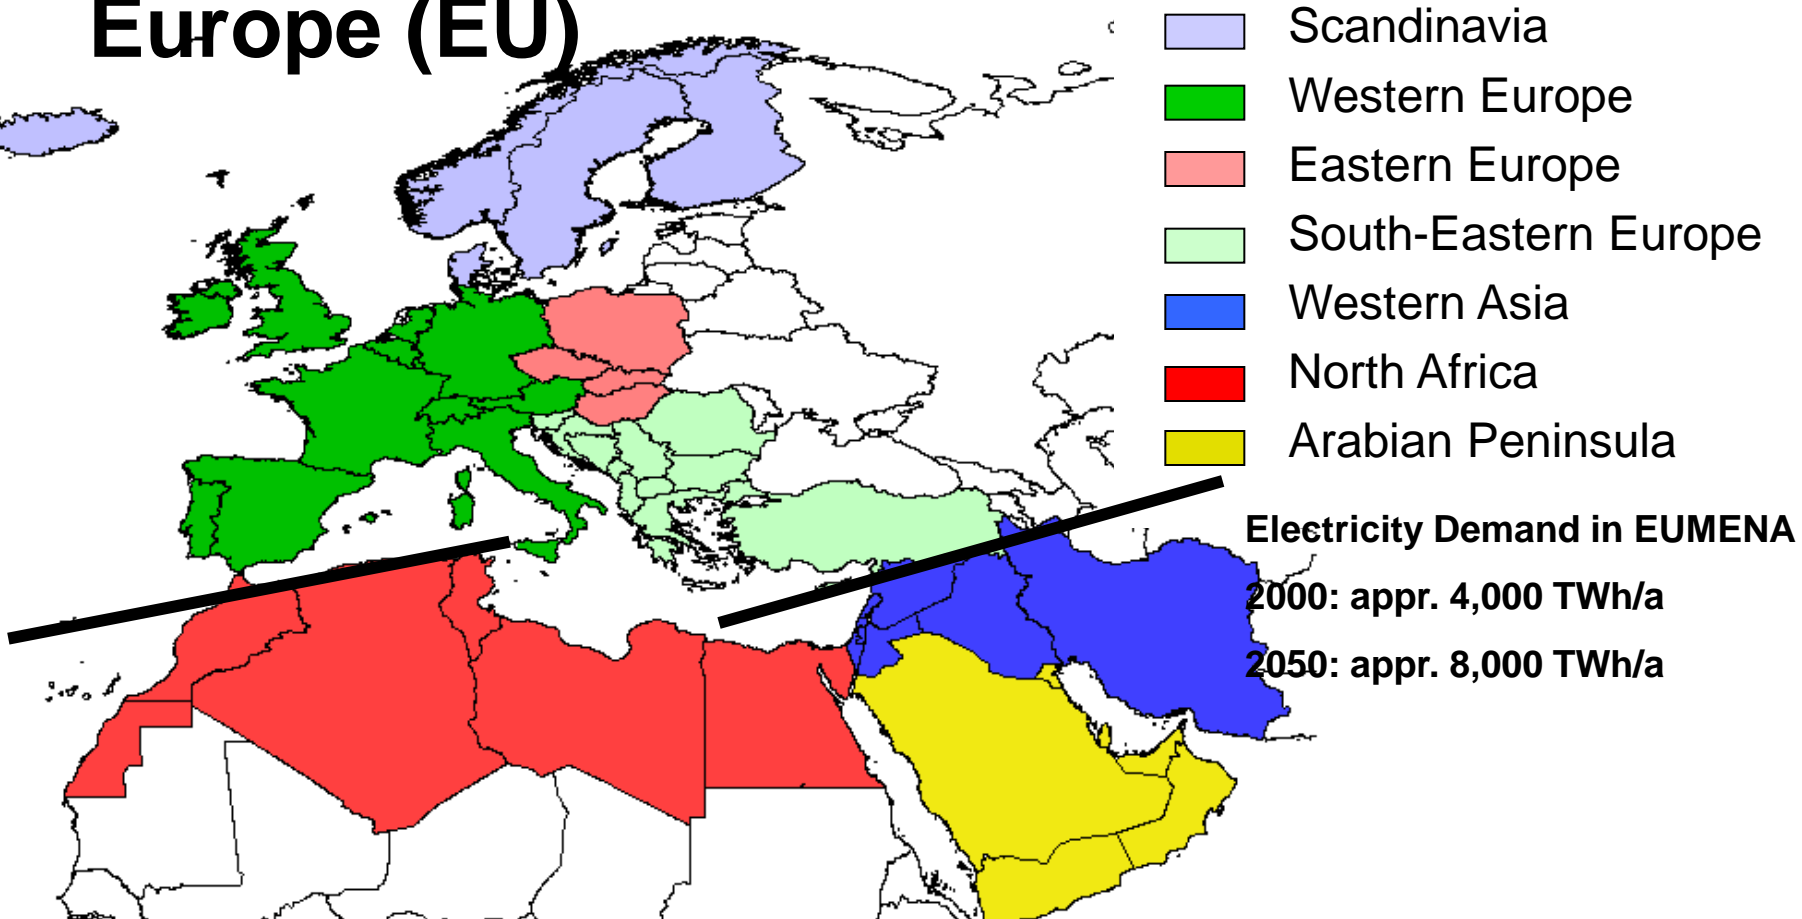 Europe (EU)
Scandinavia
Western Europe
Eastern Europe
South-Eastern Europe
Western Asia
North Africa
Arabian Peninsula
Electricity Demand in EUMENA
2000: appr. 4,000 TWh/a
2050: appr. 8,000 TWh/a